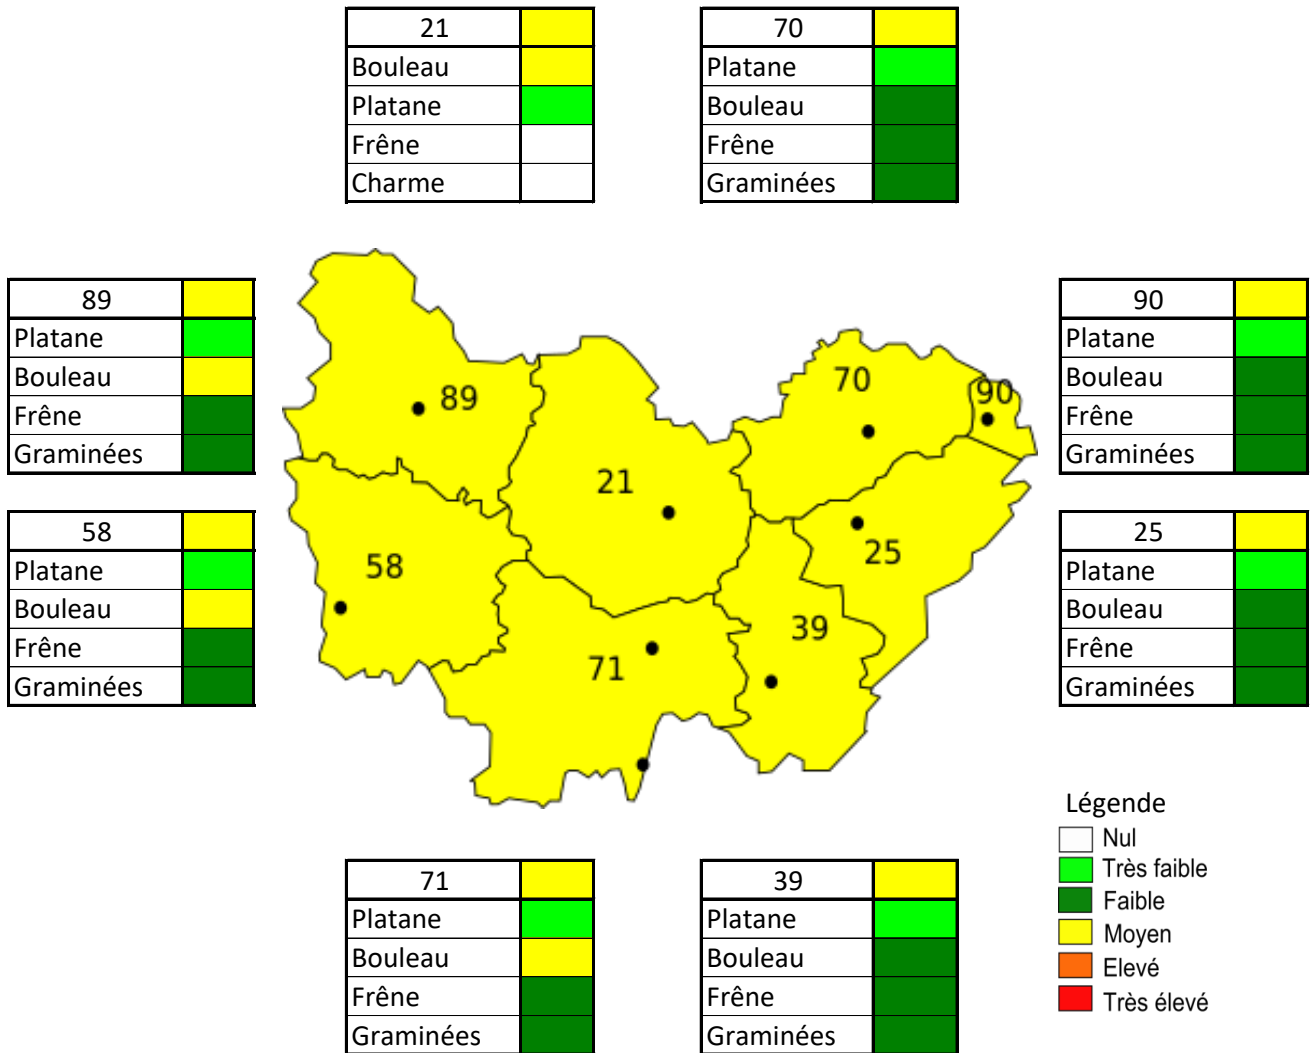 21
Bouleau
Platane
Frêne
Charme
70
Platane
Bouleau
Frêne
Graminées
89
Platane
Bouleau
Frêne
Graminées
58
Platane
Bouleau
Frêne
Graminées
89
21
70
90
58
25
71
39
90
Platane
Bouleau
Frêne
Graminées
25
Platane
Bouleau
Frêne
Graminées
71
Platane
Bouleau
Frêne
Graminées
39
Platane
Bouleau
Frêne
Graminées
Légende
Nul
Très faible
Faible
Moyen
Elevé
Très élevé